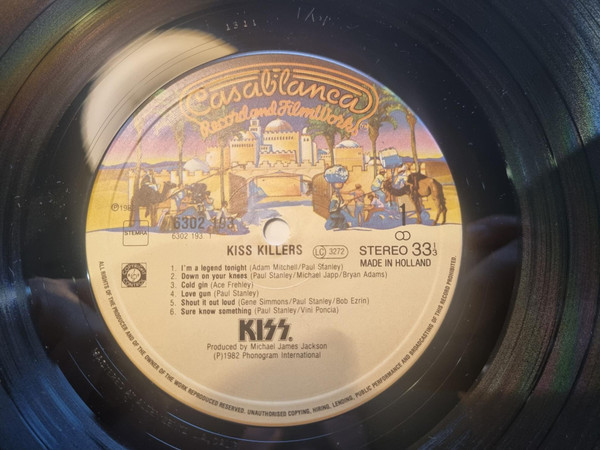 Casablanca
Record and FilmWorks
6302 193
1
STEMRA
6302 193 1
KISS KILLERS
LC 3272
STEREO 33 1/3
MADE IN HOLLAND
1. I'm a legend tonight (Adam Mitchell/Paul Stanley)
2. Down on your knees (Paul Stanley/Michael Japp/Bryan Adams)
3. Cold gin (Ace Frehley)
4. Love gun (Paul Stanley)
5. Shout it out loud (Gene Simmons/Paul Stanley/Bob Ezrin)
6. Sure know something (Paul Stanley/Vini Poncia)
KISS
Produced by Michael James Jackson
(P)1982 Phonogram International
ALL RIGHTS OF THE PRODUCER AND OF THE OWNER OF THE WORK REPRODUCED RESERVED. UNAUTHORISED COPYING, HIRING, LENDING, PUBLIC PERFORMANCE AND BROADCASTING OF THIS RECORD PROHIBITED.